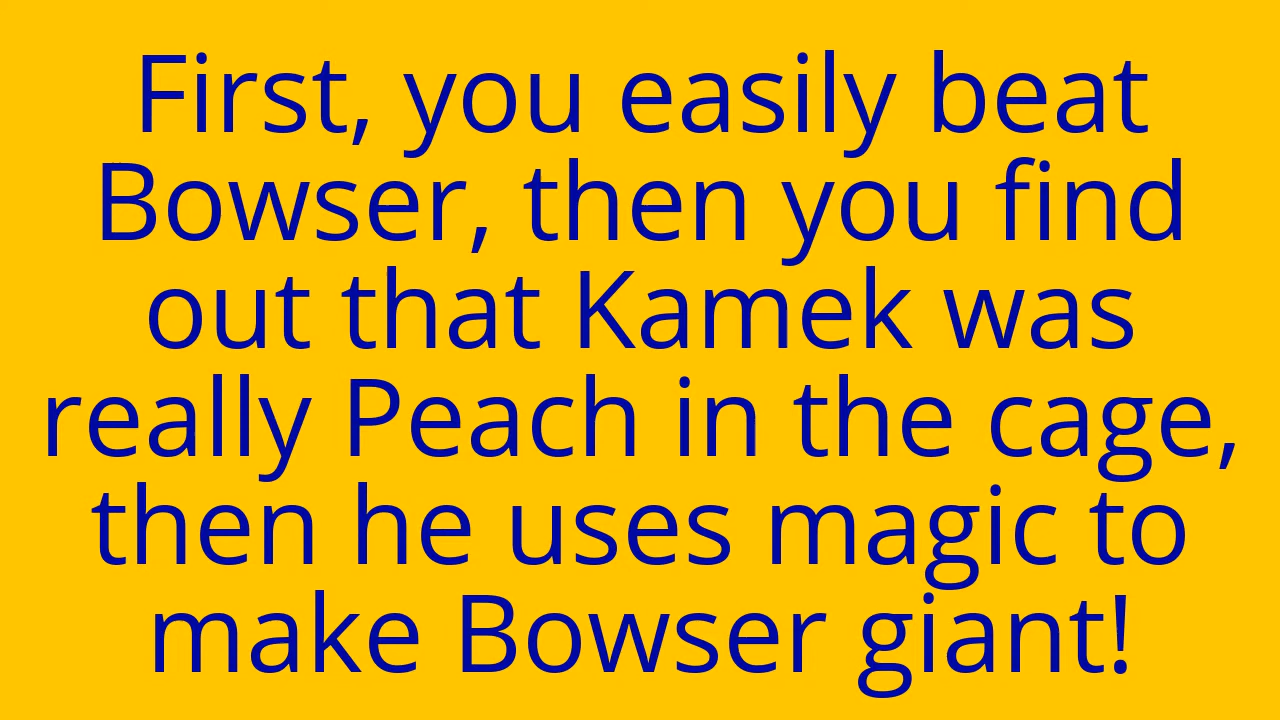 First, you easily beat
Bowser, then you find
out that Kamek was
really Peach in the cage,
then he uses magic to
make Bowser giant!